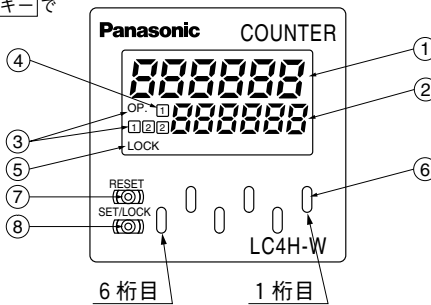 キー で
Panasonic COUNTER
④ 888888 ①
OP. 1 888888 ②
③ 1 2 2
⑤ LOCK
⑥
⑦ RESET
⑧ SET/LOCK
LC4H-W
6 桁目 1 桁目